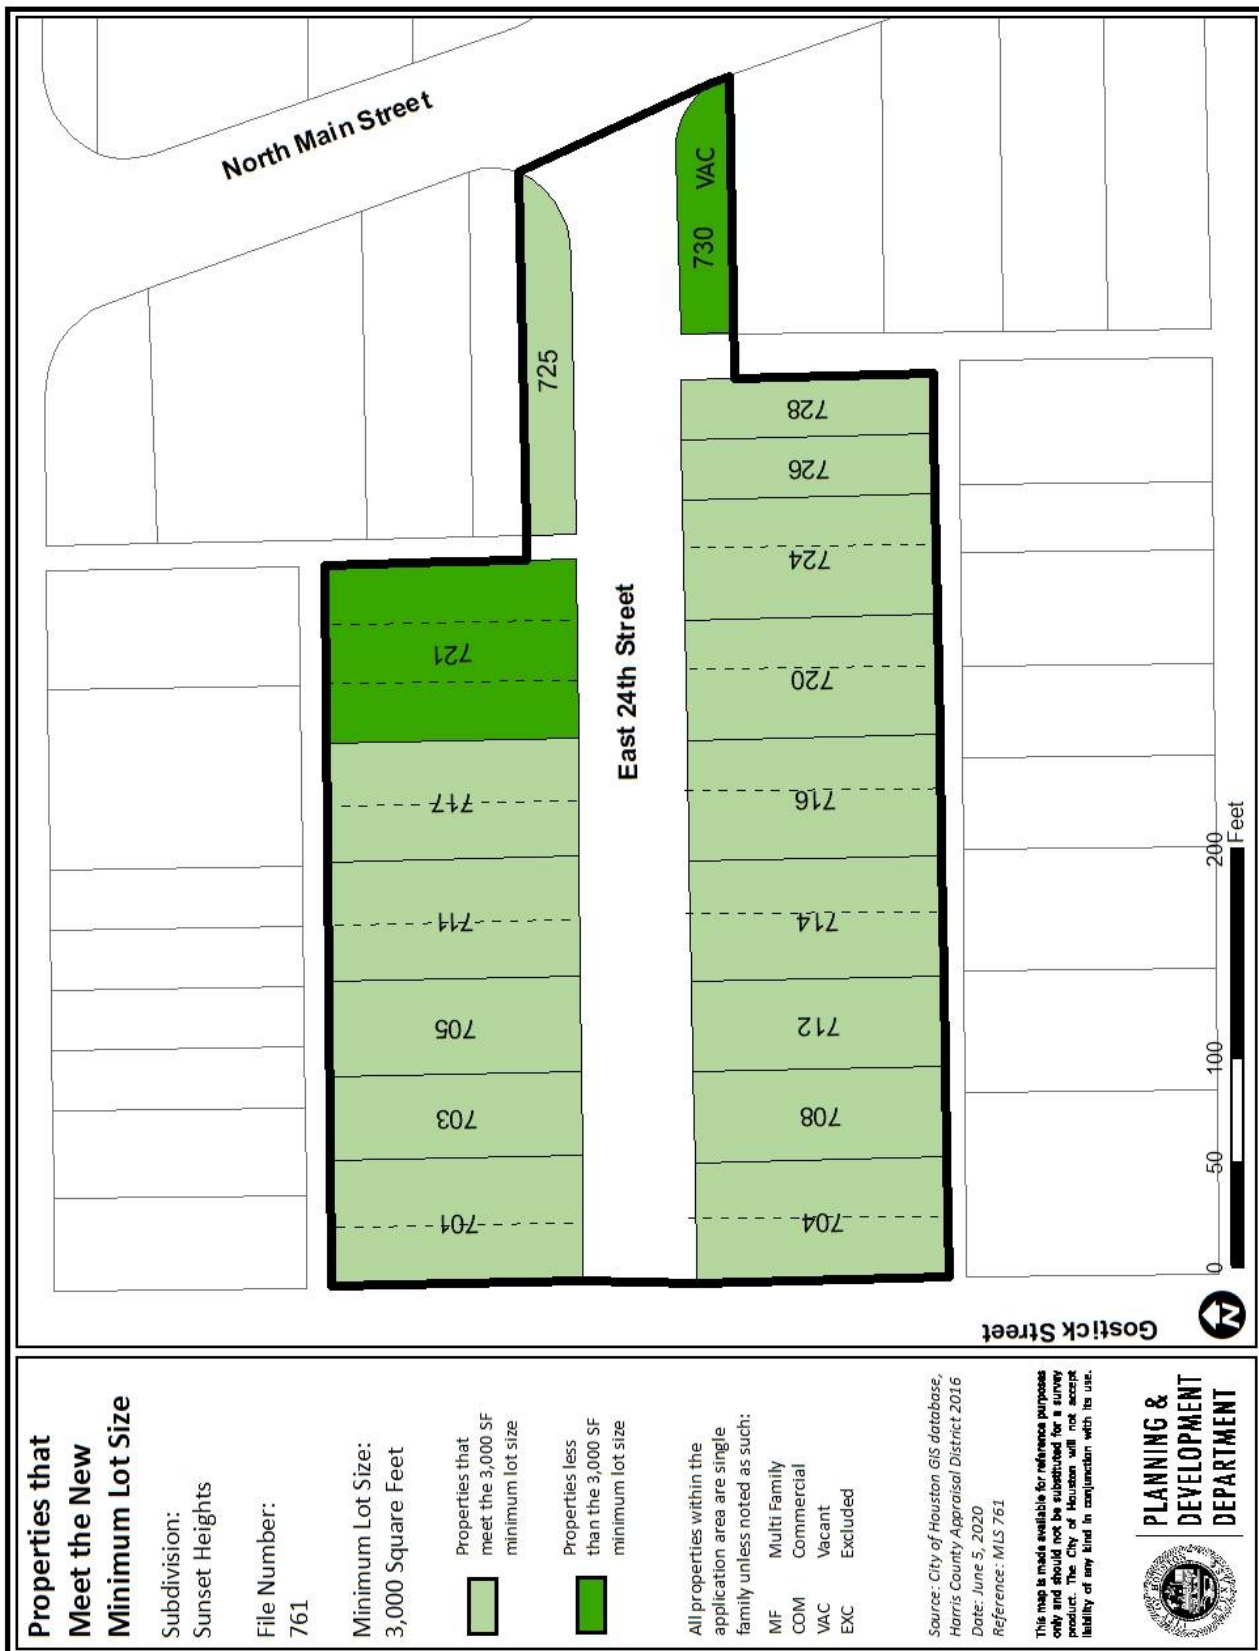 Properties that
Meet the New
Minimum Lot Size
Subdivision:
Sunset Heights
File Number:
761
Minimum Lot Size:
3,000 Square Feet
Properties that
meet the 3,000 SF
minimum lot size
Properties less
than the 3,000 SF
minimum lot size
All properties within the
application area are single
family unless noted as such:
MF Multi Family
COM Commercial
VAC Vacant
EXC Excluded
Source: City of Houston GIS database,
Harris County Appraisal District 2016
Date: June 5, 2020
Reference: MLS 761
This map is made available for reference purposes
only and should not be substituted for a survey
product. The City of Houston will not accept
liability of any kind in conjunction with its use.
PLANNING &
DEVELOPMENT
DEPARTMENT
North Main Street
701
703
705
711
717
721
725
East 24th Street
704
708
712
714
716
720
724
726
728
730 VAC
Gostick Street
N
0 50 100 200
Feet